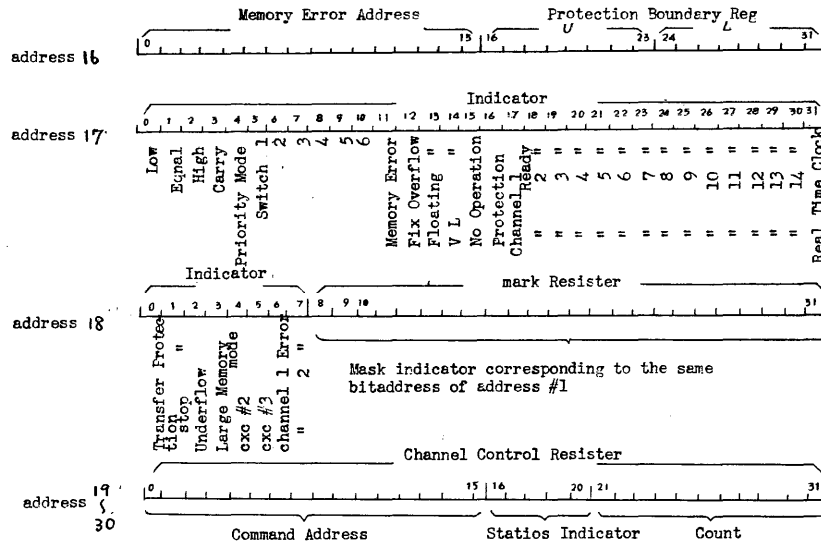 Memory Error Address Protection Boundary Reg
U L
0 15 16 23 24 31
address 16
Indicator
0 1 2 3 4 5 6 7 8 9 10 11 12 13 14 15 16 17 18 19 20 21 22 23 24 25 26 27 28 29 30 31
address 17
Low
Equal
High
Carry
Priority Mode
Switch 1
2
3
4
5
6
Memory Error
Fix Overflow
Floating "
V L "
No Operation
Protection
Channel 1 Ready
" 2 "
" 3 "
" 4 "
" 5 "
" 6 "
" 7 "
" 8 "
" 9 "
" 10 "
" 11 "
" 12 "
" 13 "
" 14 "
Real Time Clock
Indicator mark Resister
0 1 2 3 4 5 6 7 8 9 10 31
address 18
Transfer Protec
tion "
stop
Underflow
Large Memory
mode
cxc #2
cxc #3
channel 1 Error
" 2 "
Mask indicator corresponding to the same
bitaddress of address #1
Channel Control Resister
0 15 16 20 21 31
address 19
ʃ
30
Command Address Statios Indicator Count